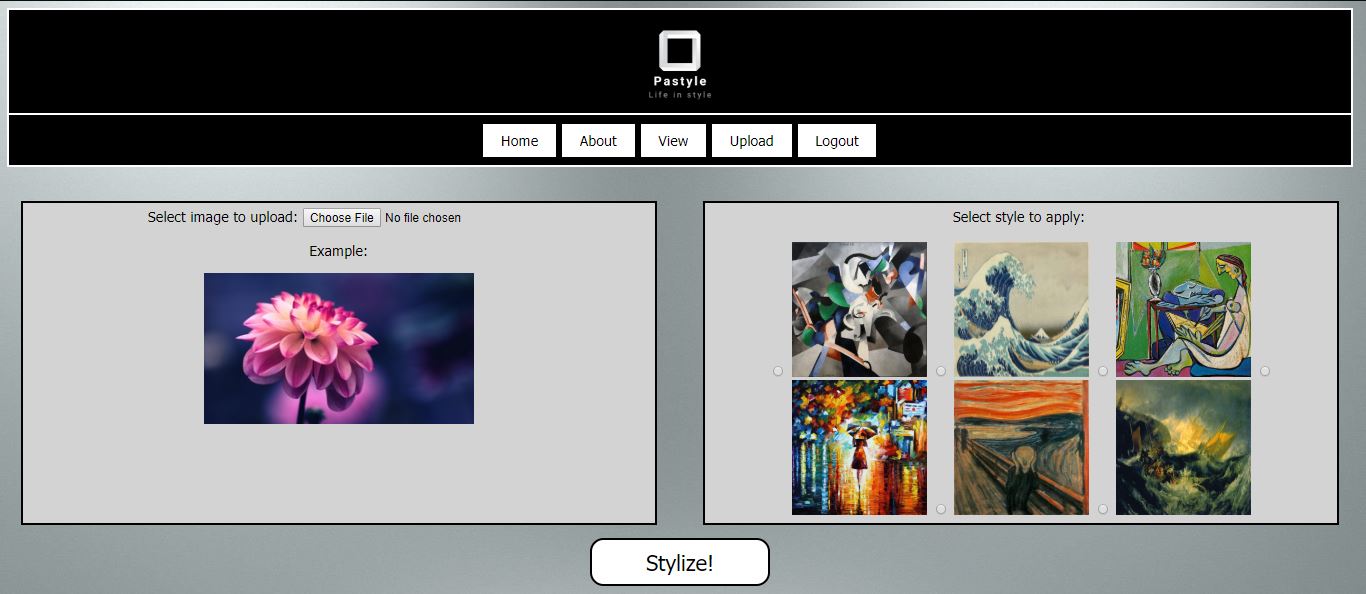 Pastyle
Life in style
Home About View Upload Logout
Select image to upload: Choose File No file chosen
Example:
Select style to apply:
Stylize!